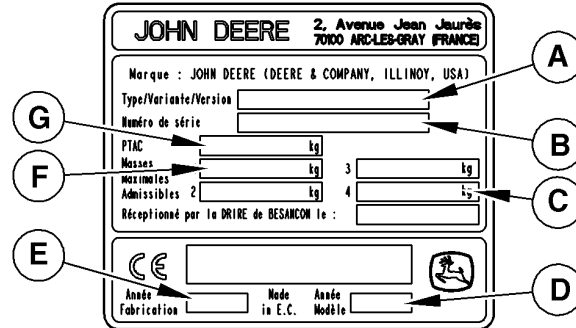 JOHN DEERE
2, Avenue Jean Jaurès
70100 ARC-LES-GRAY (FRANCE)
Marque : JOHN DEERE (DEERE & COMPANY, ILLINOY, USA)
Type/Variante/Version
A
Numéro de série
B
G
PTAC kg
Masses kg 3 kg
F
Maximales
Admissibles 2 kg 4 kg
C
Réceptionné par la DRIRE de BESANCON le :
E
CE
D
Année Fabrication
Made in E.C.
Année Modèle